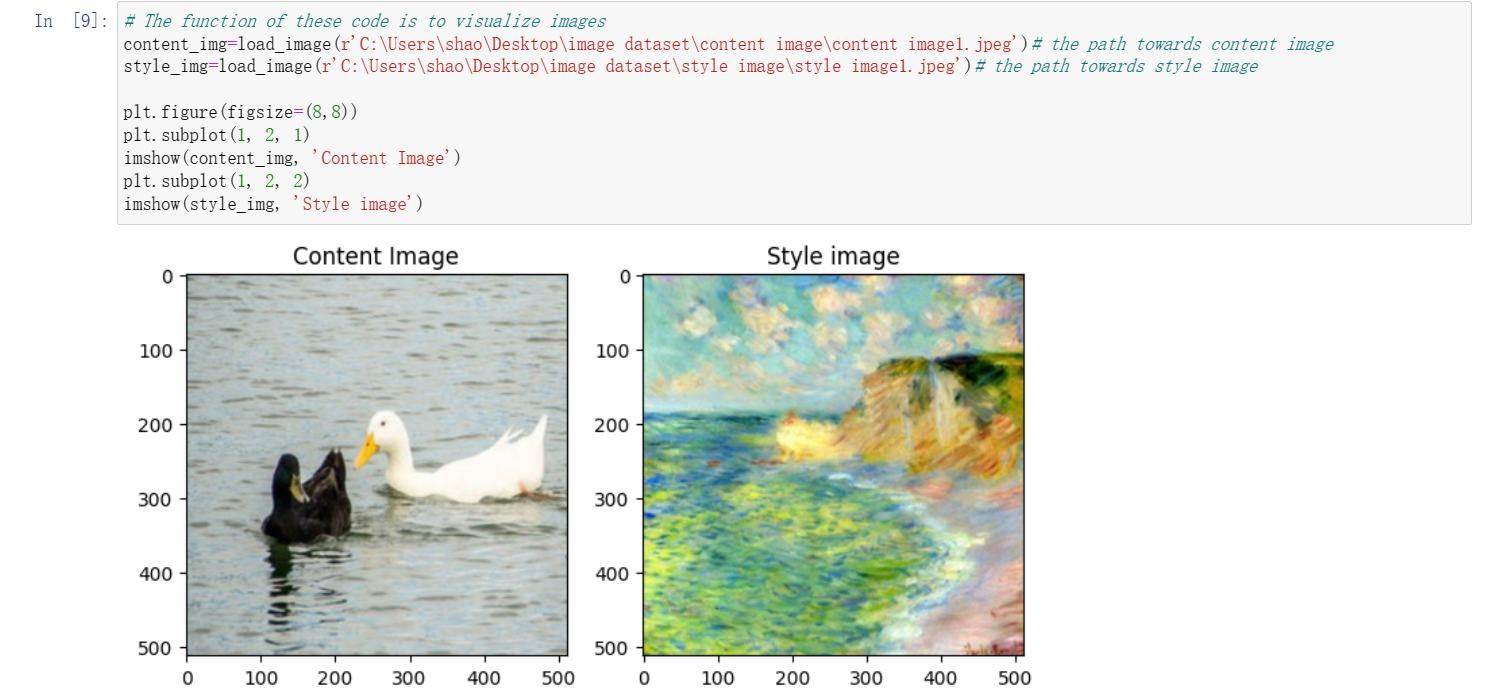 In [9]:
# The function of these code is to visualize images
content_img=load_image(r'C:\Users\shao\Desktop\image dataset\content image\content image1.jpeg')# the path towards content image
style_img=load_image(r'C:\Users\shao\Desktop\image dataset\style image\style image1.jpeg')# the path towards style image
plt.figure(figsize=(8,8))
plt.subplot(1, 2, 1)
imshow(content_img, 'Content Image')
plt.subplot(1, 2, 2)
imshow(style_img, 'Style image')
Content Image
0
100
200
300
400
500
0 100 200 300 400 500
Style image
0
100
200
300
400
500
0 100 200 300 400 500